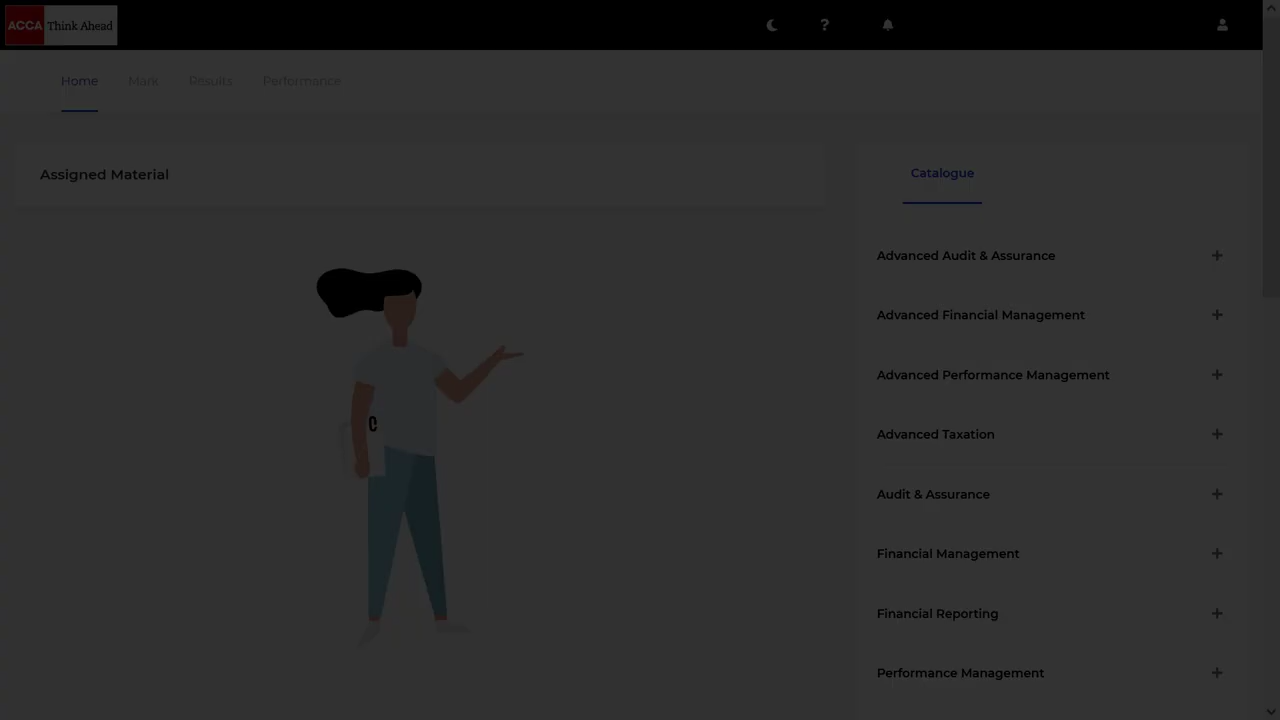 ACCA Think Ahead
?
Home Mark Results Performance
Assigned Material
Catalogue
Advanced Audit & Assurance +
Advanced Financial Management +
Advanced Performance Management +
Advanced Taxation +
Audit & Assurance +
Financial Management +
Financial Reporting +
Performance Management +